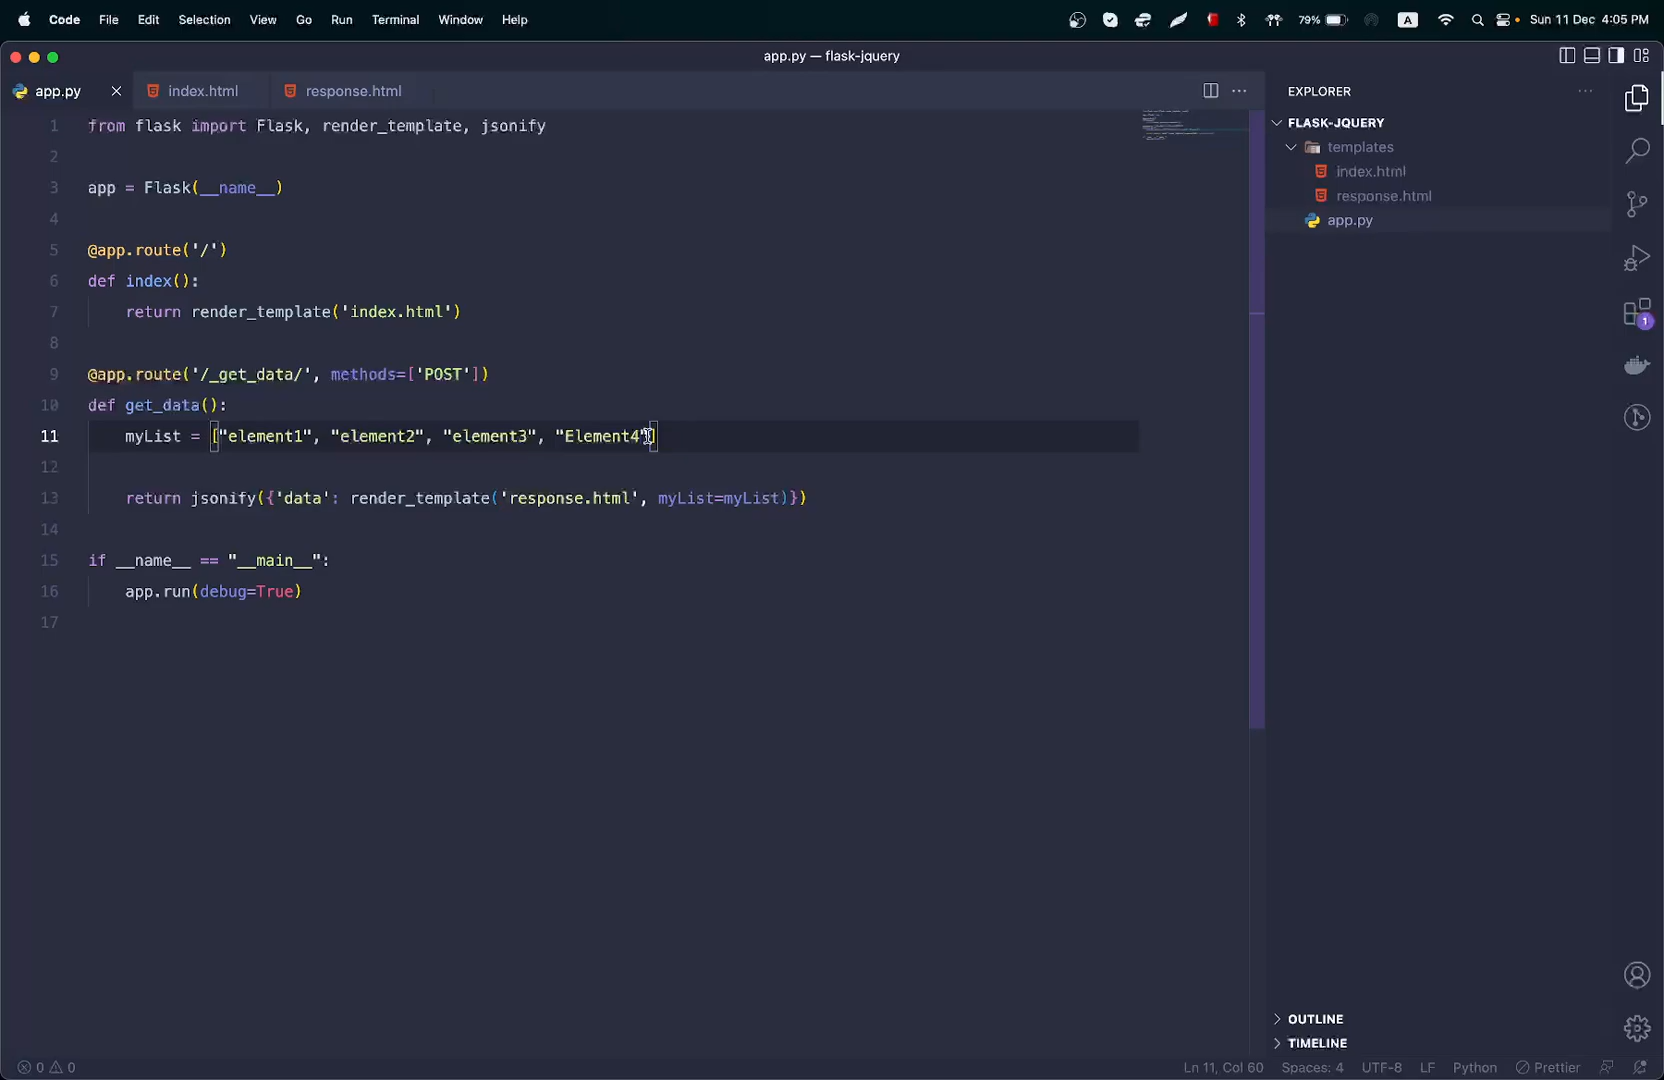 Code File Edit Selection View Go Run Terminal Window Help 79% A Sun 11 Dec 4:05 PM
app.py — flask-jquery
app.py index.html response.html
EXPLORER
FLASK-JQUERY
templates
index.html
response.html
app.py
1 from flask import Flask, render_template, jsonify
2
3 app = Flask(__name__)
4
5 @app.route('/')
6 def index():
7 return render_template('index.html')
8
9 @app.route('/_get_data/', methods=['POST'])
10 def get_data():
11 myList = ["element1", "element2", "element3", "Element4"]
12
13 return jsonify({'data': render_template('response.html', myList=myList)})
14
15 if __name__ == "__main__":
16 app.run(debug=True)
17
1
OUTLINE
TIMELINE
0 0 Ln 11, Col 60 Spaces: 4 UTF-8 LF Python Prettier